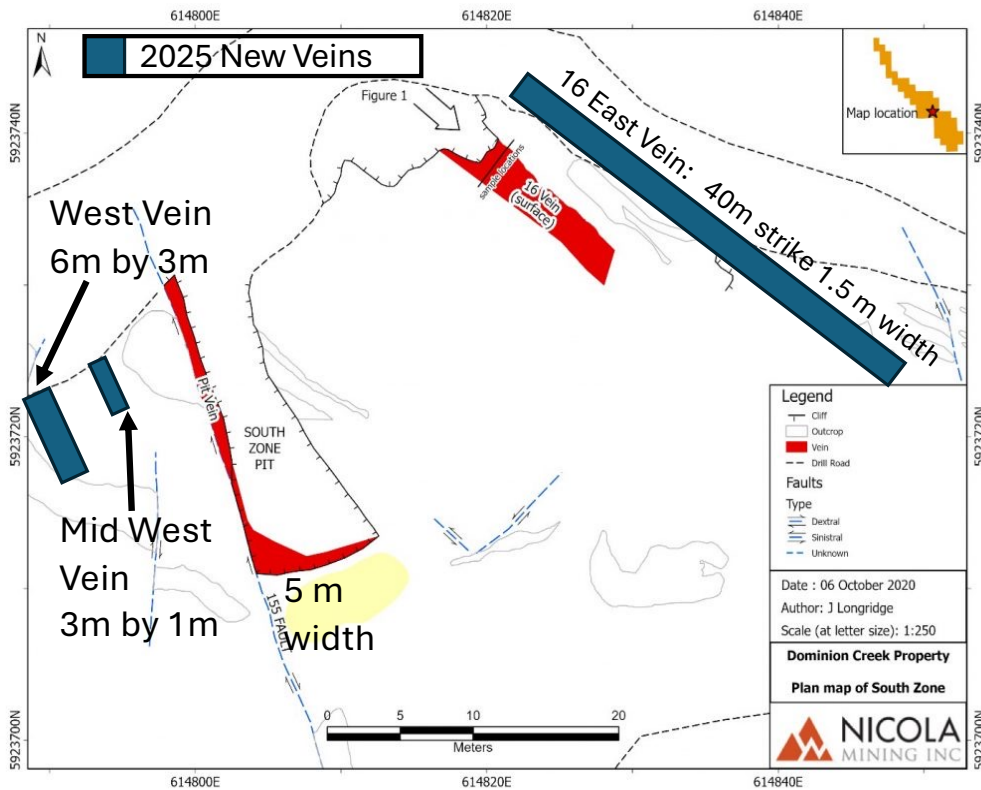 614800E
614820E
614840E
N
2025 New Veins
Figure 1
Map location
5923740N
5923740N
16 East Vein: 40m strike 1.5 m width
sample locations
16 Vein
(surface)
West Vein
6m by 3m
Pit Vein
SOUTH
ZONE
PIT
5923720N
5923720N
Mid West
Vein
3m by 1m
5 m
width
155 FAULT
Legend
Cliff
Outcrop
Vein
Drill Road
Faults
Type
Dextral
Sinistral
Unknown
Date : 06 October 2020
Author: J Longridge
Scale (at letter size): 1:250
Dominion Creek Property
Plan map of South Zone
NICOLA
MINING INC
0 5 10 20
Meters
5923700N
5923700N
614800E
614820E
614840E